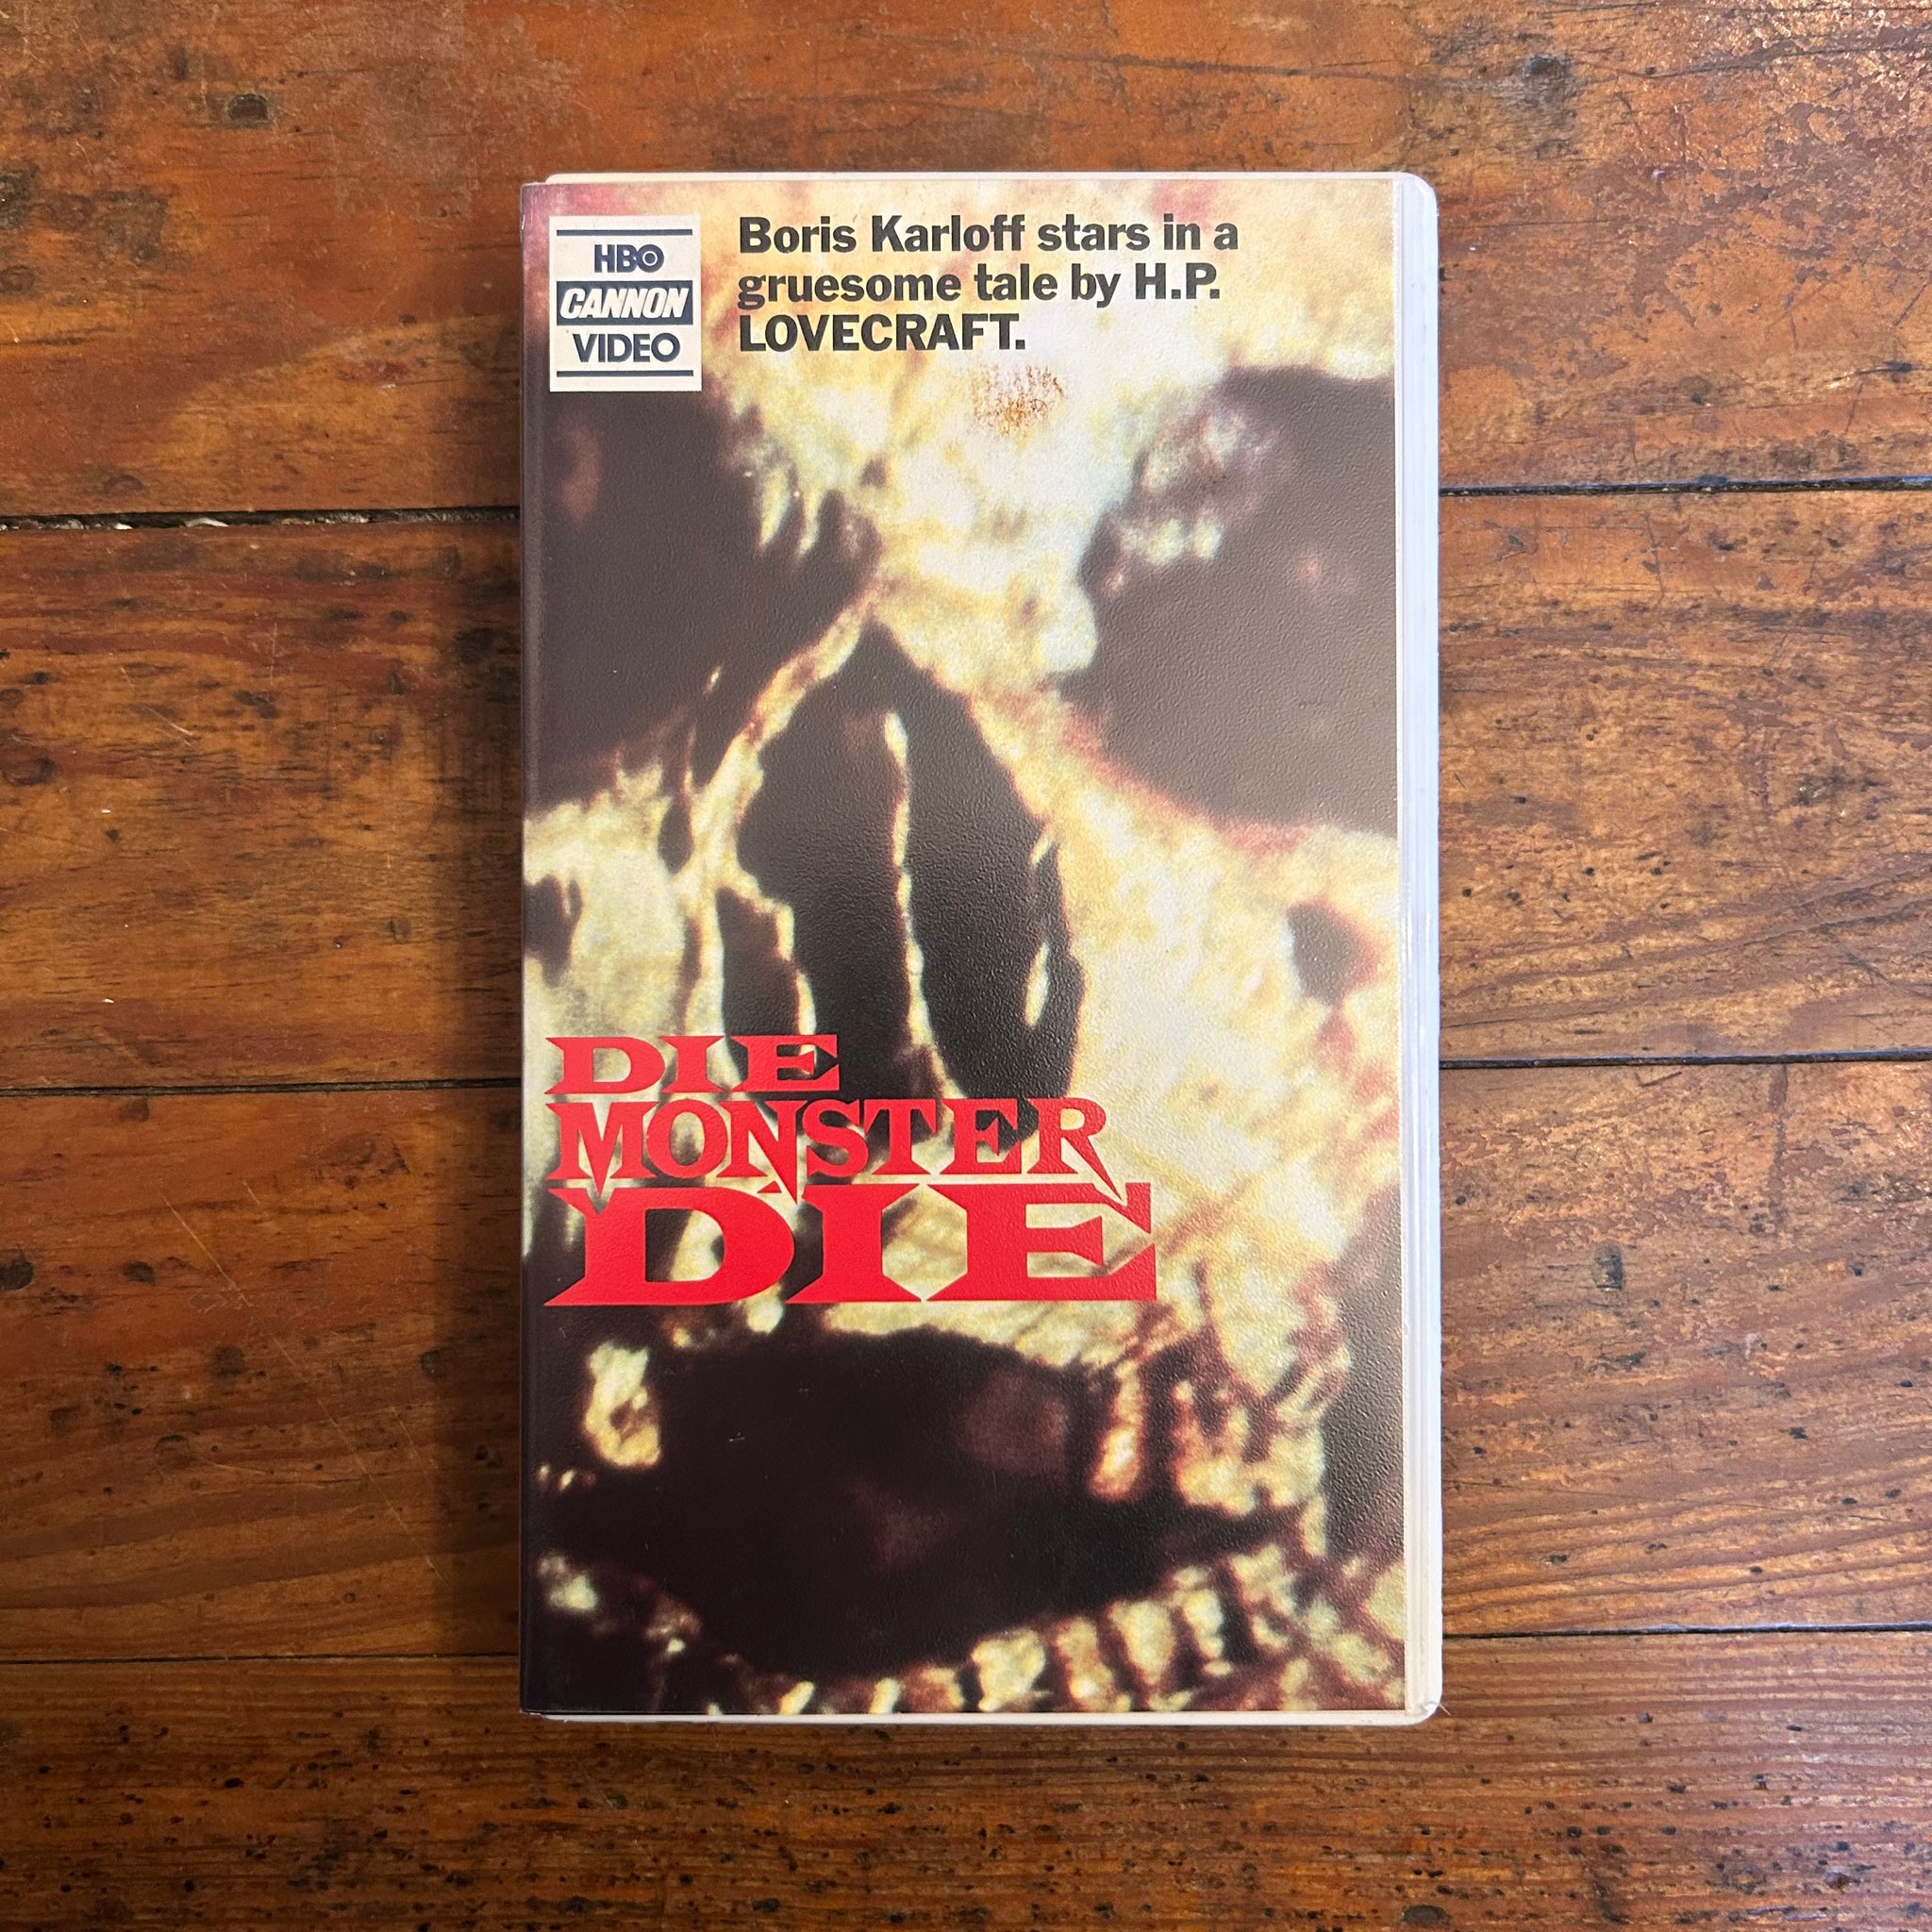 HBO
CANNON
VIDEO
Boris Karloff stars in a
gruesome tale by H.P.
LOVECRAFT.
DIE
MONSTER
DIE